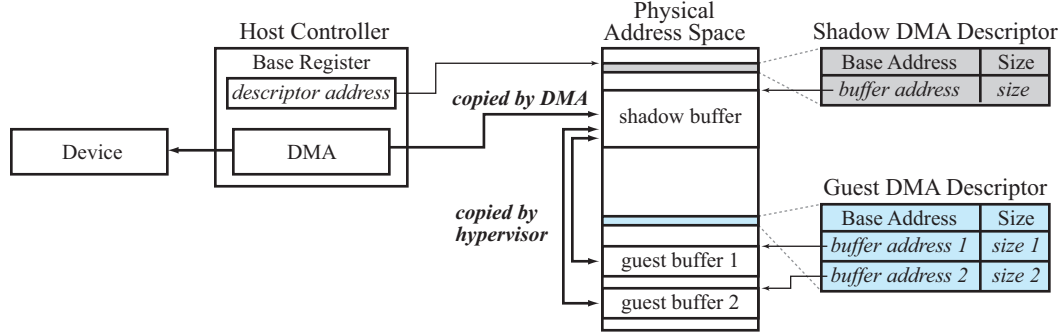 Host Controller
Base Register
descriptor address
DMA
Device
copied by DMA
copied by
hypervisor
Physical
Address Space
shadow buffer
guest buffer 1
guest buffer 2
Shadow DMA Descriptor
Base Address Size
buffer address size
Guest DMA Descriptor
Base Address Size
buffer address 1 size 1
buffer address 2 size 2